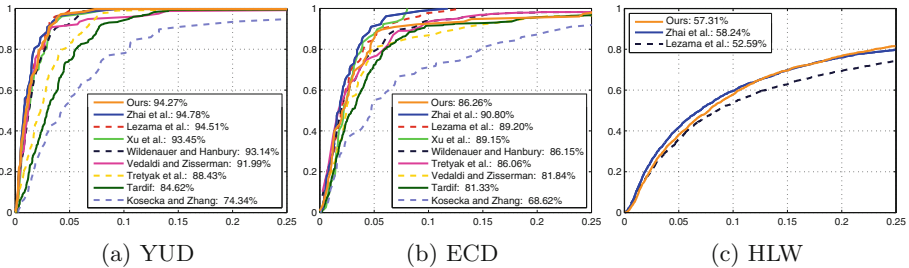 1
0.8
0.6
0.4
0.2
0
0 0.05 0.1 0.15 0.2 0.25
Ours: 94.27%
Zhai et al.: 94.78%
Lezama et al.: 94.51%
Xu et al.: 93.45%
Wildenauer and Hanbury: 93.14%
Vedaldi and Zisserman: 91.99%
Tretyak et al.: 88.43%
Tardif: 84.62%
Kosecka and Zhang: 74.34%
(a) YUD
1
0.8
0.6
0.4
0.2
0
0 0.05 0.1 0.15 0.2 0.25
Ours: 86.26%
Zhai et al.: 90.80%
Lezama et al.: 89.20%
Xu et al.: 89.15%
Wildenauer and Hanbury: 86.15%
Tretyak et al.: 86.06%
Vedaldi and Zisserman: 81.84%
Tardif: 81.33%
Kosecka and Zhang: 68.62%
(b) ECD
1
0.8
0.6
0.4
0.2
0
0 0.05 0.1 0.15 0.2 0.25
Ours: 57.31%
Zhai et al.: 58.24%
Lezama et al.: 52.59%
(c) HLW